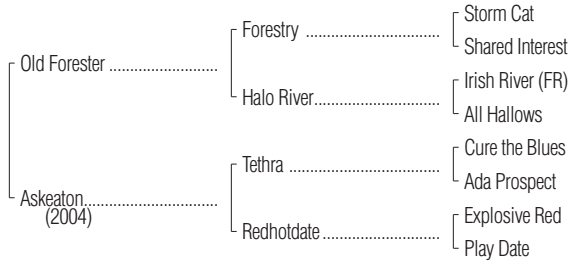 Storm Cat
Forestry ................................
Shared Interest
Old Forester ............................
Irish River (FR)
Halo River..............................
All Hallows
Cure the Blues
Tethra ....................................
Ada Prospect
Askeaton..................................
(2004)
Explosive Red
Redhotdate............................
Play Date